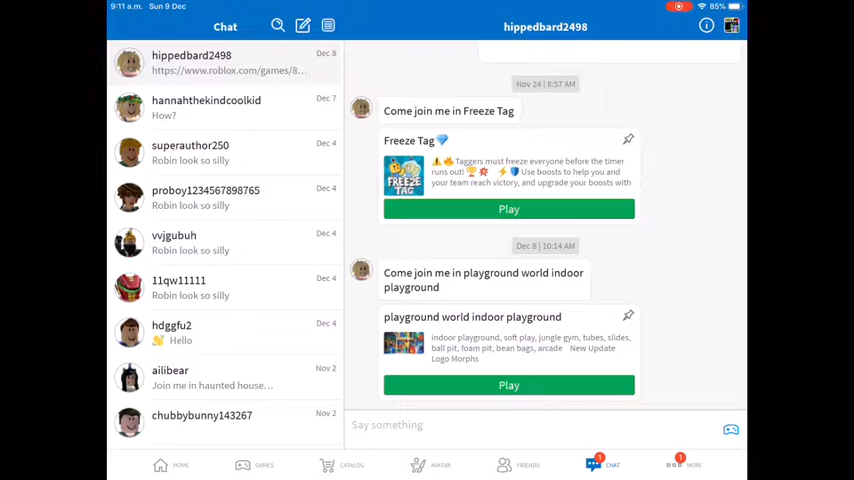 9:11 a.m. Sun 9 Dec
85%
Chat
hippedbard2498
hippedbard2498
Dec 8
https://www.roblox.com/games/8...
hannahthekindcoolkid
Dec 7
How?
superauthor250
Dec 4
Robin look so silly
proboy1234567898765
Dec 4
Robin look so silly
vvjgubuh
Dec 4
Robin look so silly
11qw11111
Dec 4
Robin look so silly
hdggfu2
Dec 4
👋 Hello
ailibear
Nov 2
Join me in haunted house...
chubbybunny143267
Nov 2
Nov 24 | 8:57 AM
Come join me in Freeze Tag
Freeze Tag💎
FREEZE TAG
⚠️🔥Taggers must freeze everyone before the timer
runs out! 🏆💥 ⚡🛡️Use boosts to help you and
your team reach victory, and upgrade your boosts with
Play
Dec 8 | 10:14 AM
Come join me in playground world indoor
playground
playground world indoor playground
indoor playground, soft play, jungle gym, tubes, slides,
ball pit, foam pit, bean bags, arcade New Update
Logo Morphs
Play
Say something
HOME
GAMES
CATALOG
AVATAR
FRIENDS
1
CHAT
1
MORE